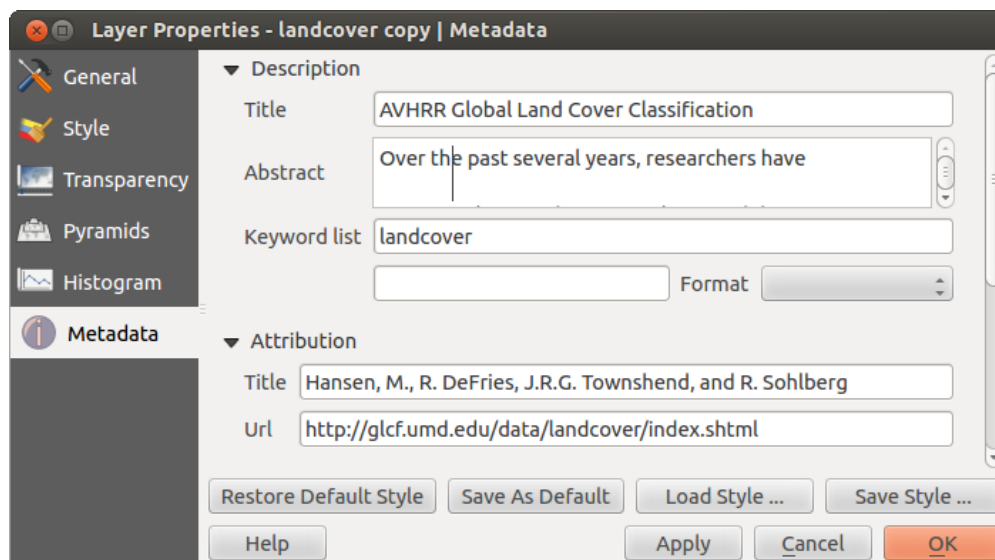 Layer Properties - landcover copy | Metadata
General
Style
Transparency
Pyramids
Histogram
Metadata
Description
Title
AVHRR Global Land Cover Classification
Abstract
Over the past several years, researchers have
Keyword list
landcover
Format
Attribution
Title
Hansen, M., R. DeFries, J.R.G. Townshend, and R. Sohlberg
Url
http://glcf.umd.edu/data/landcover/index.shtml
Restore Default Style
Save As Default
Load Style ...
Save Style ...
Help
Apply
Cancel
OK